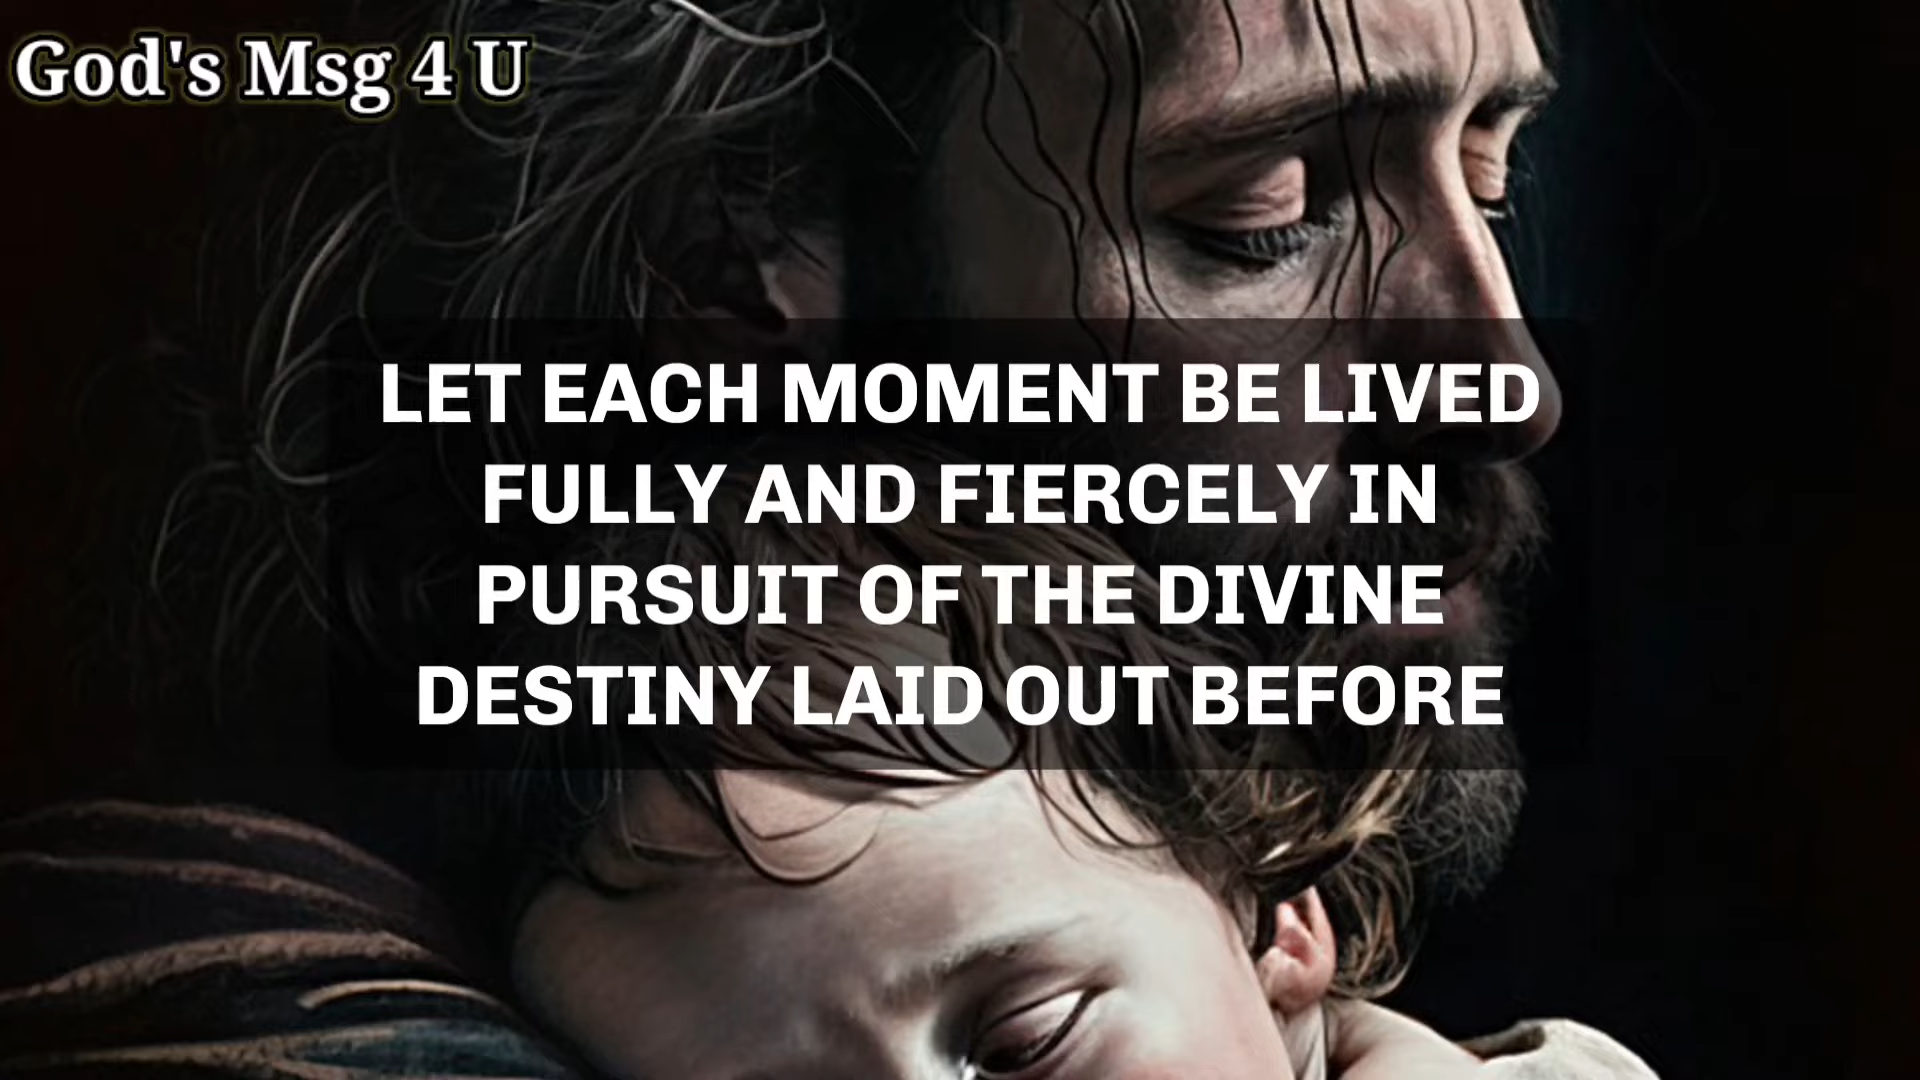 God's Msg 4 U
LET EACH MOMENT BE LIVED
FULLY AND FIERCELY IN
PURSUIT OF THE DIVINE
DESTINY LAID OUT BEFORE